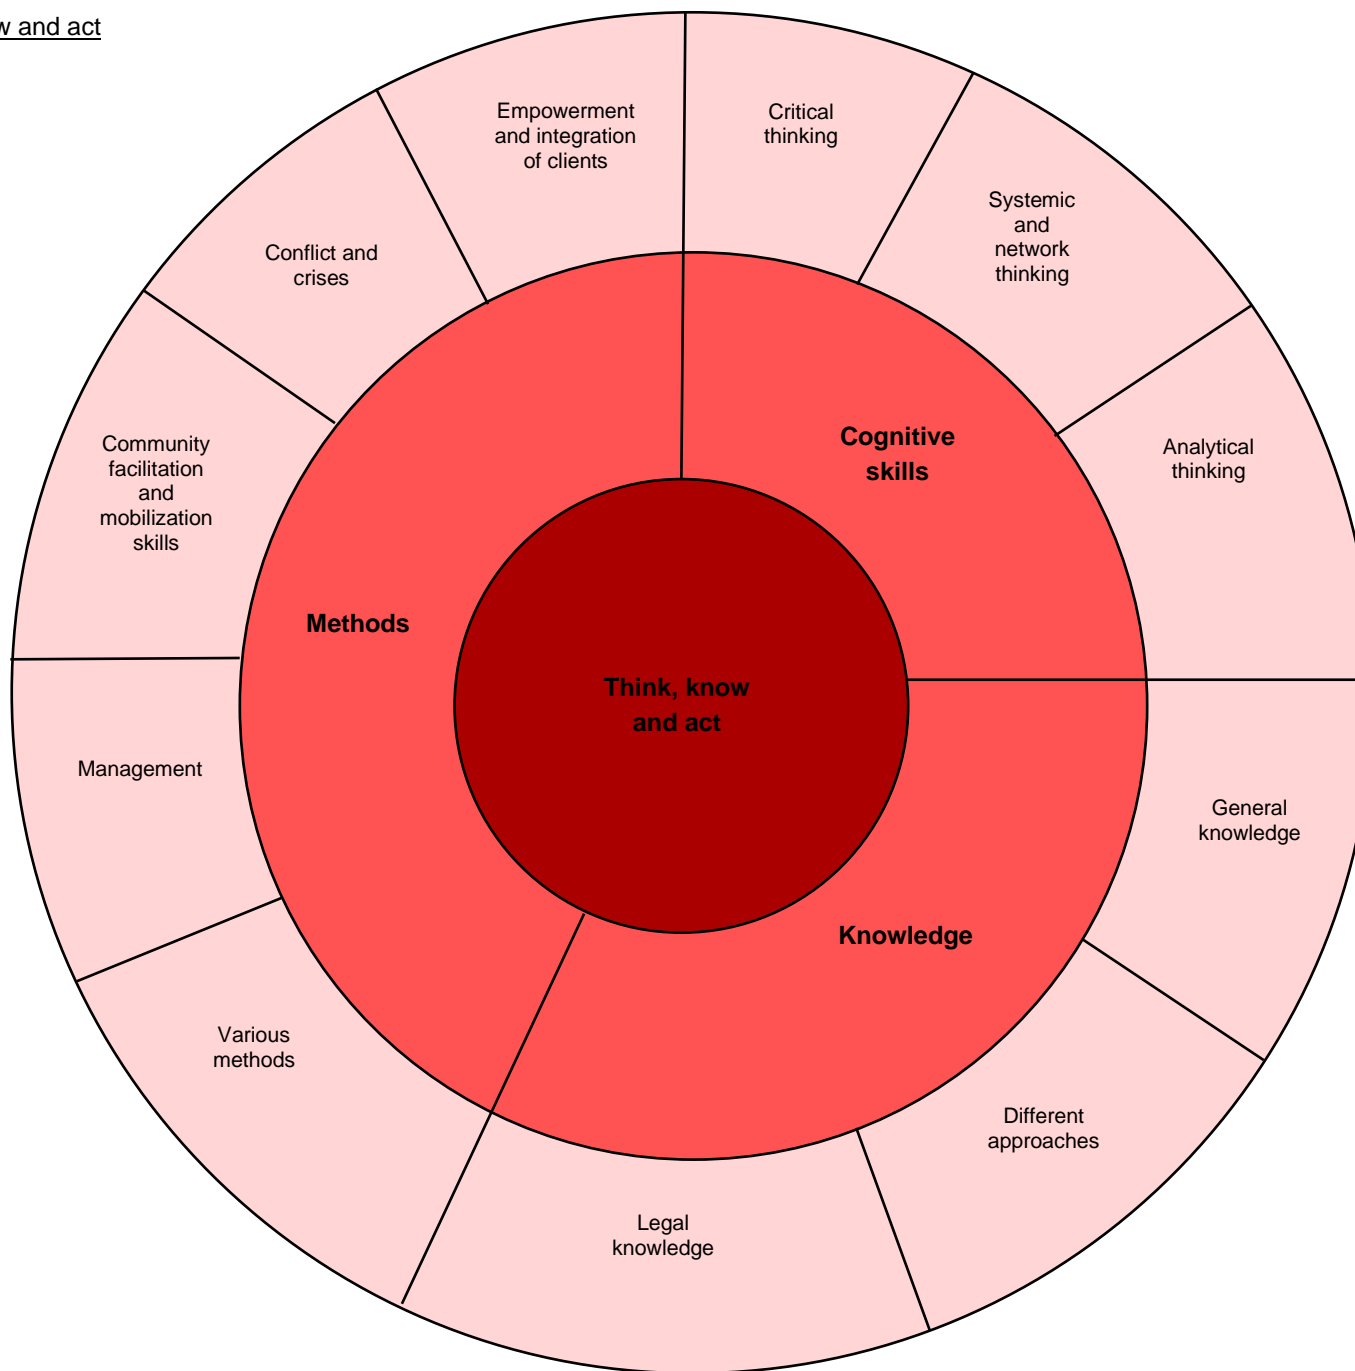 and act
Empowerment
and integration
of clients
Critical
thinking
Systemic
and
network
thinking
Conflict and
crises
Analytical
thinking
Community
facilitation
and
mobilization
skills
Cognitive
skills
Methods
Think, know
and act
Management
General
knowledge
Knowledge
Various
methods
Different
approaches
Legal
knowledge